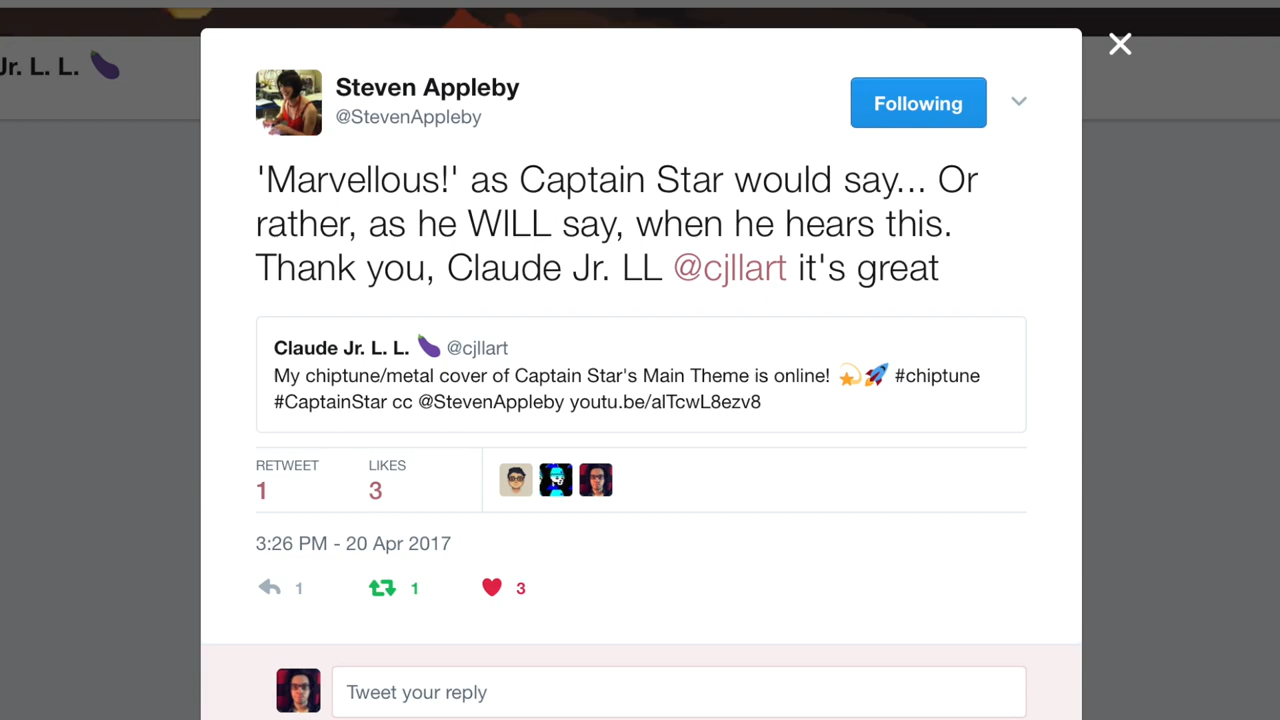 Jr. L. L. 🍆
Steven Appleby
@StevenAppleby
Following
'Marvellous!' as Captain Star would say... Or
rather, as he WILL say, when he hears this.
Thank you, Claude Jr. LL @cjllart it's great
Claude Jr. L. L. 🍆 @cjllart
My chiptune/metal cover of Captain Star's Main Theme is online! 💫🚀 #chiptune
#CaptainStar cc @StevenAppleby youtu.be/alTcwL8ezv8
RETWEET LIKES
1 3
3:26 PM - 20 Apr 2017
1 1 3
Tweet your reply